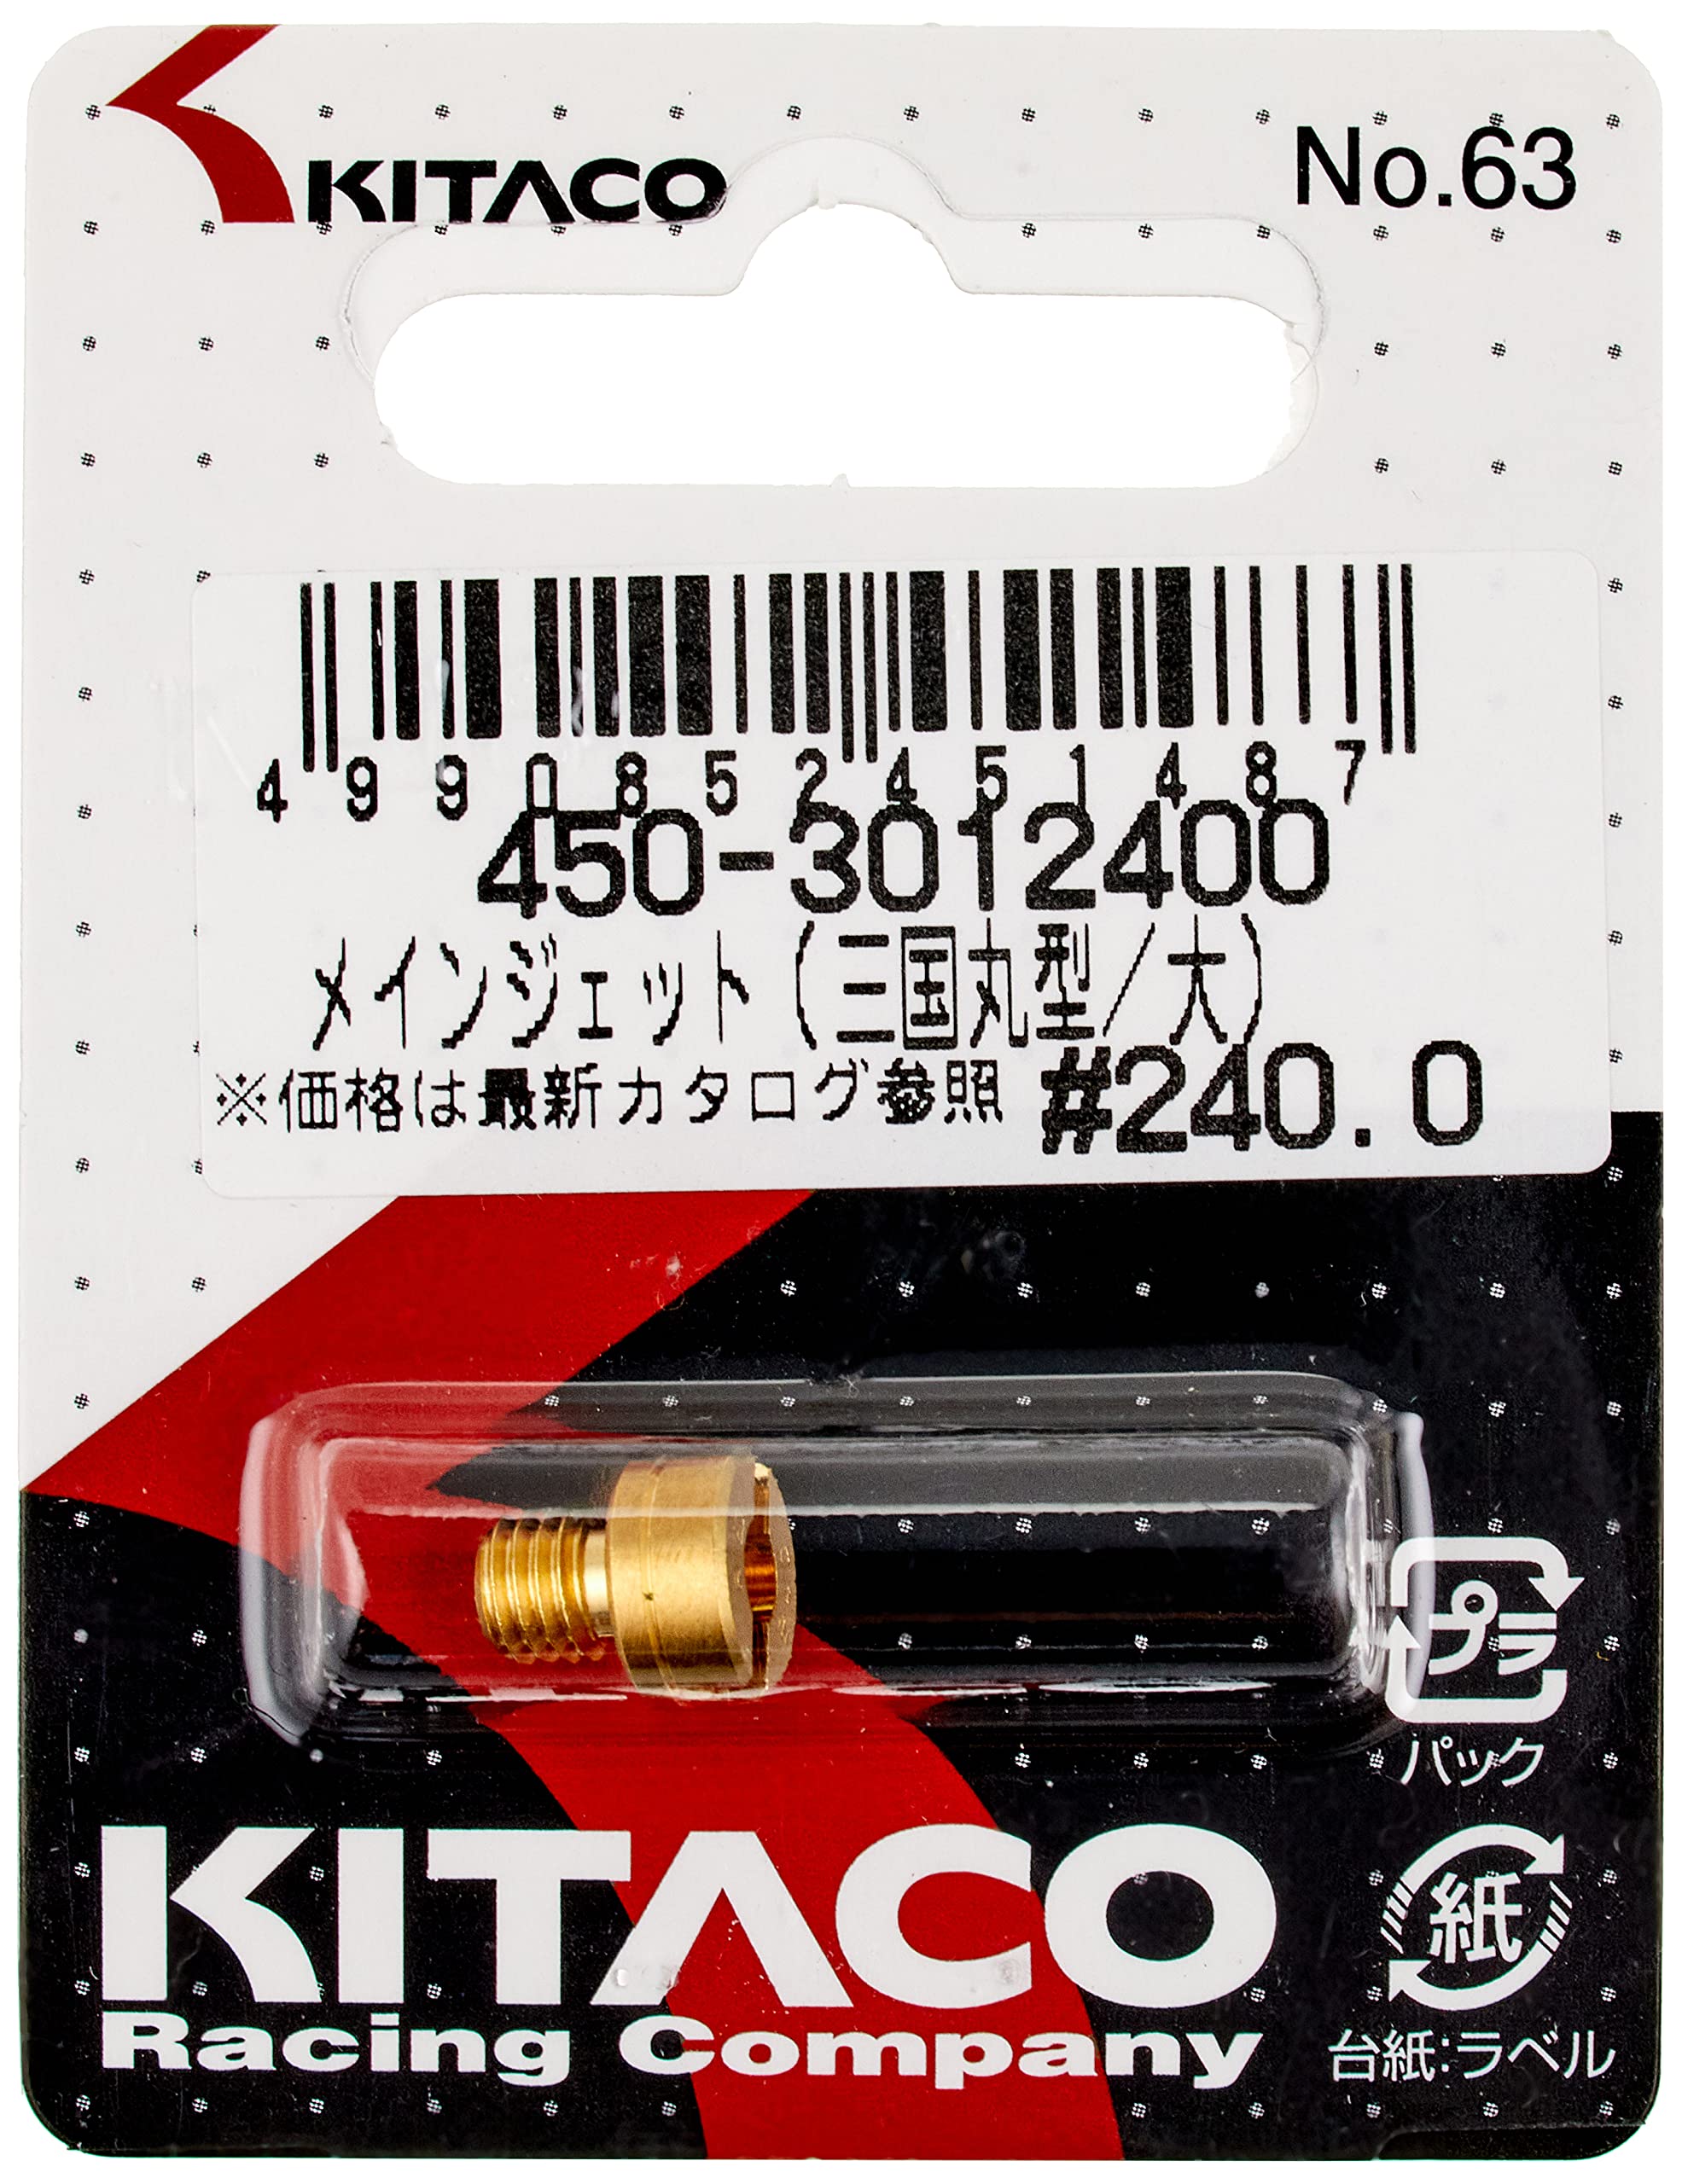 KITACO
No.63
4990852451487
450-3012400
メインジェット(三国丸型/大)
※価格は最新カタログ参照 #240.0
プラ
パック
KITACO
Racing Company
紙
台紙:ラベル